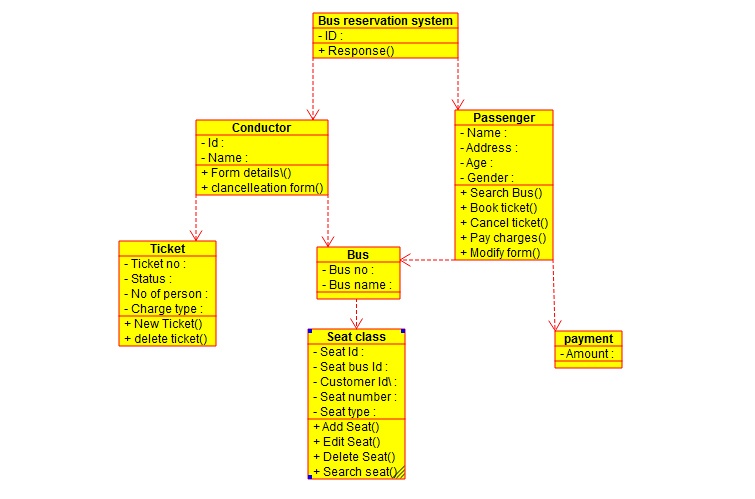 Bus reservation system
- ID :
+ Response()
Conductor
- Id :
- Name :
+ Form details\()
+ clancelleation form()
Passenger
- Name :
- Address :
- Age :
- Gender :
+ Search Bus()
+ Book ticket()
+ Cancel ticket()
+ Pay charges()
+ Modify form()
Ticket
- Ticket no :
- Status :
- No of person :
- Charge type :
+ New Ticket()
+ delete ticket()
Bus
- Bus no :
- Bus name :
Seat class
- Seat Id :
- Seat bus Id :
- Customer Id\ :
- Seat number :
- Seat type :
+ Add Seat()
+ Edit Seat()
+ Delete Seat()
+ Search seat()
payment
- Amount :